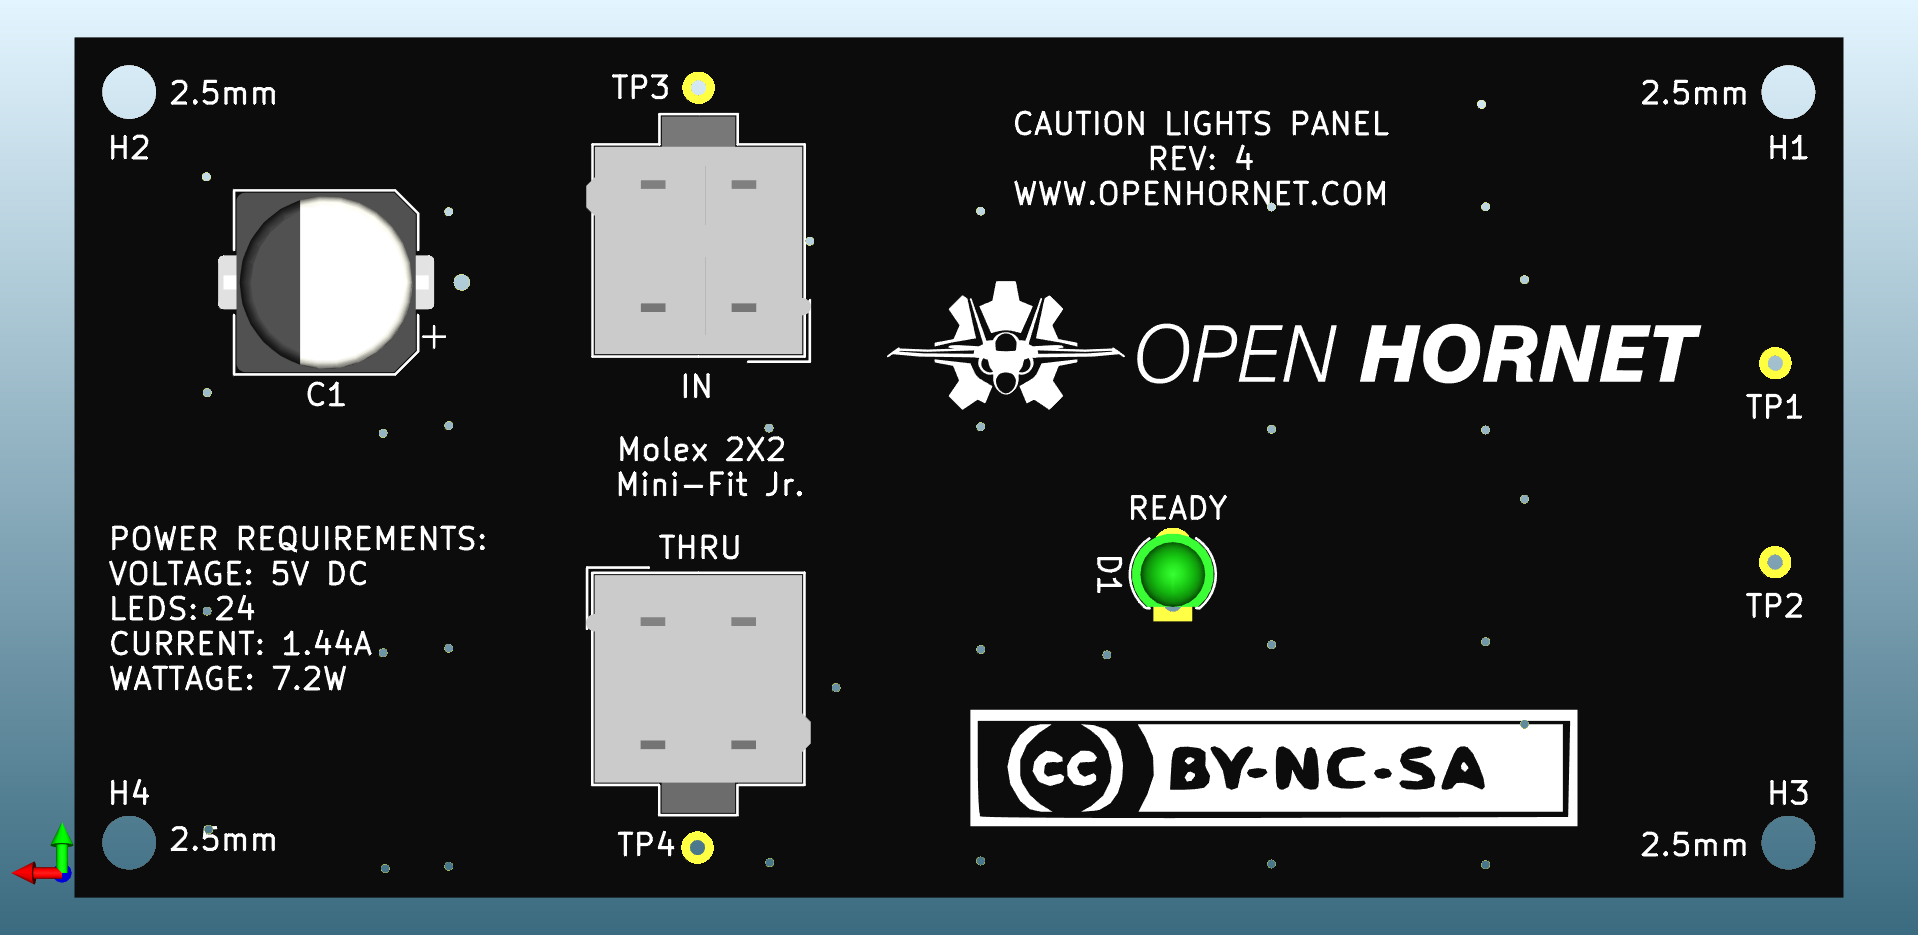 2.5mm
H2
TP3
CAUTION LIGHTS PANEL
REV: 4
WWW.OPENHORNET.COM
2.5mm
H1
+
C1
IN
OPEN HORNET
TP1
Molex 2X2
Mini-Fit Jr.
READY
D1
TP2
POWER REQUIREMENTS:
VOLTAGE: 5V DC
LEDS: 24
CURRENT: 1.44A
WATTAGE: 7.2W
THRU
cc BY-NC-SA
H4
2.5mm
TP4
H3
2.5mm